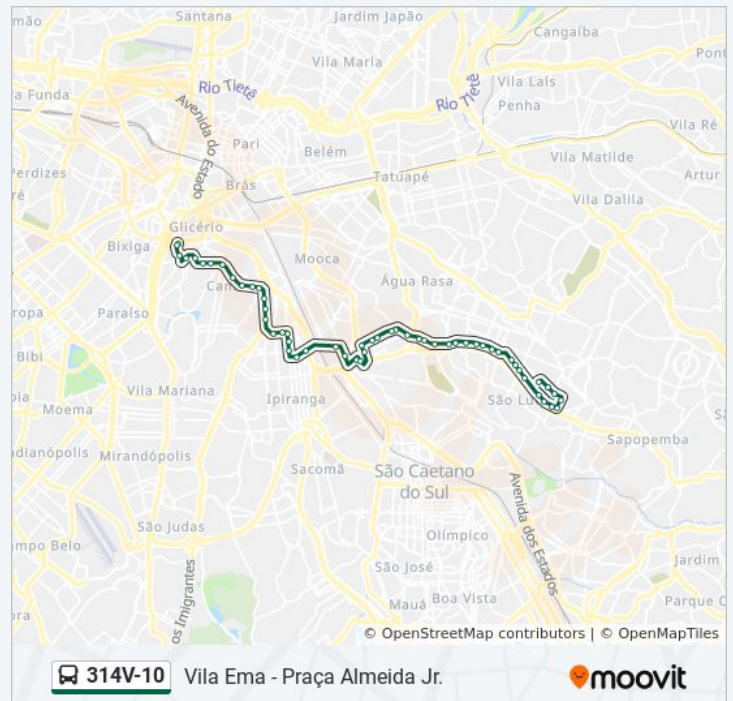 Santana
Jardim Japão
mão
Cangaíba
Vila Maria
Pont
Rio Tietê
Rio Tietê
Vila Laís
a Funda
Penha
Avenida do Estado
Vila Ré
Pari
Belém
Vila Matilde
Perdizes
Tatuapé
Artur
ré
Brás
Vila Dalila
Glicério
Bixiga
Mooca
Água Rasa
Cam
Paraíso
ropa
Bibi
Vila Mariana
Ipiranga
São Lu
oia
Moema
Sapopemba
dianópolis
Mirandópolis
Sacomã
São Caetano
do Sul
Avenida dos Estados
São Judas
Olímpico
ampo Belo
Jardim
São José
os Imigrantes
Mauá
Boa Vista
Parque C
© OpenStreetMap contributors | © OpenMapTiles
314V-10
Vila Ema - Praça Almeida Jr.
moovit